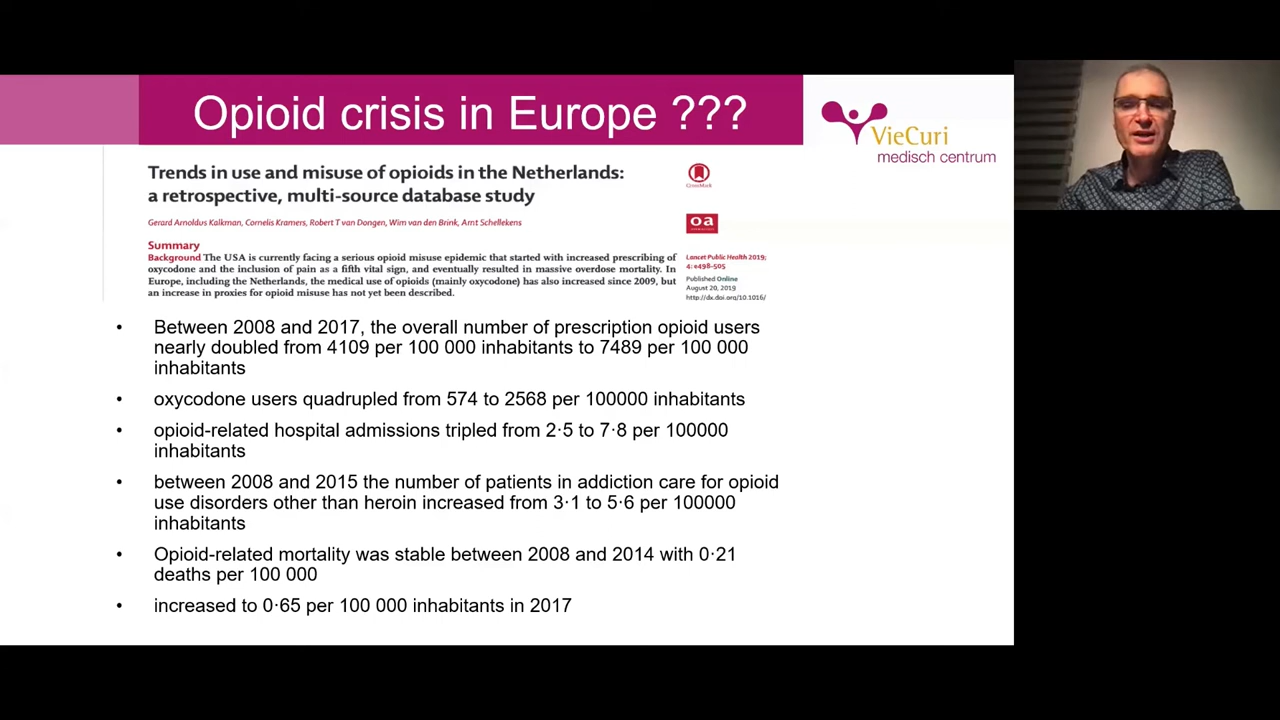 Opioid crisis in Europe ???
VieCuri
medisch centrum
Trends in use and misuse of opioids in the Netherlands:
a retrospective, multi-source database study
Gerard Arnoldus Kalkman, Cornelis Kramers, Robert T van Dongen, Wim van den Brink, Arnt Schellekens
Summary
Background The USA is currently facing a serious opioid misuse epidemic that started with increased prescribing of
oxycodone and the inclusion of pain as a fifth vital sign, and eventually resulted in massive overdose mortality. In
Europe, including the Netherlands, the medical use of opioids (mainly oxycodone) has also increased since 2009, but
an increase in proxies for opioid misuse has not yet been described.
CrossMark
oa
Lancet Public Health 2019;
4: e498–505
Published Online
August 20, 2019
http://dx.doi.org/10.1016/
• Between 2008 and 2017, the overall number of prescription opioid users
nearly doubled from 4109 per 100 000 inhabitants to 7489 per 100 000
inhabitants
• oxycodone users quadrupled from 574 to 2568 per 100000 inhabitants
• opioid-related hospital admissions tripled from 2·5 to 7·8 per 100000
inhabitants
• between 2008 and 2015 the number of patients in addiction care for opioid
use disorders other than heroin increased from 3·1 to 5·6 per 100000
inhabitants
• Opioid-related mortality was stable between 2008 and 2014 with 0·21
deaths per 100 000
• increased to 0·65 per 100 000 inhabitants in 2017